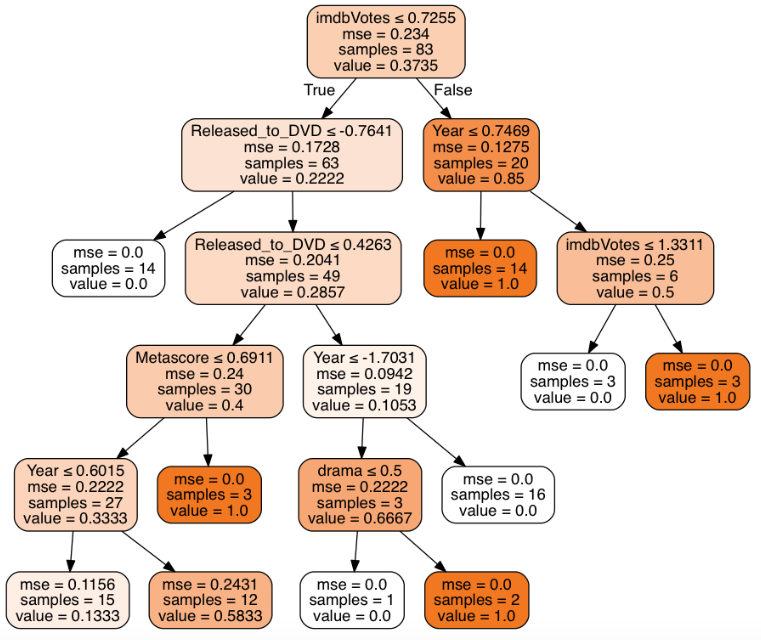 imdbVotes ≤ 0.7255
mse = 0.234
samples = 83
value = 0.3735
True
False
Released_to_DVD ≤ -0.7641
mse = 0.1728
samples = 63
value = 0.2222
Year ≤ 0.7469
mse = 0.1275
samples = 20
value = 0.85
mse = 0.0
samples = 14
value = 0.0
Released_to_DVD ≤ 0.4263
mse = 0.2041
samples = 49
value = 0.2857
mse = 0.0
samples = 14
value = 1.0
imdbVotes ≤ 1.3311
mse = 0.25
samples = 6
value = 0.5
Metascore ≤ 0.6911
mse = 0.24
samples = 30
value = 0.4
Year ≤ -1.7031
mse = 0.0942
samples = 19
value = 0.1053
mse = 0.0
samples = 3
value = 0.0
mse = 0.0
samples = 3
value = 1.0
Year ≤ 0.6015
mse = 0.2222
samples = 27
value = 0.3333
mse = 0.0
samples = 3
value = 1.0
drama ≤ 0.5
mse = 0.2222
samples = 3
value = 0.6667
mse = 0.0
samples = 16
value = 0.0
mse = 0.1156
samples = 15
value = 0.1333
mse = 0.2431
samples = 12
value = 0.5833
mse = 0.0
samples = 1
value = 0.0
mse = 0.0
samples = 2
value = 1.0